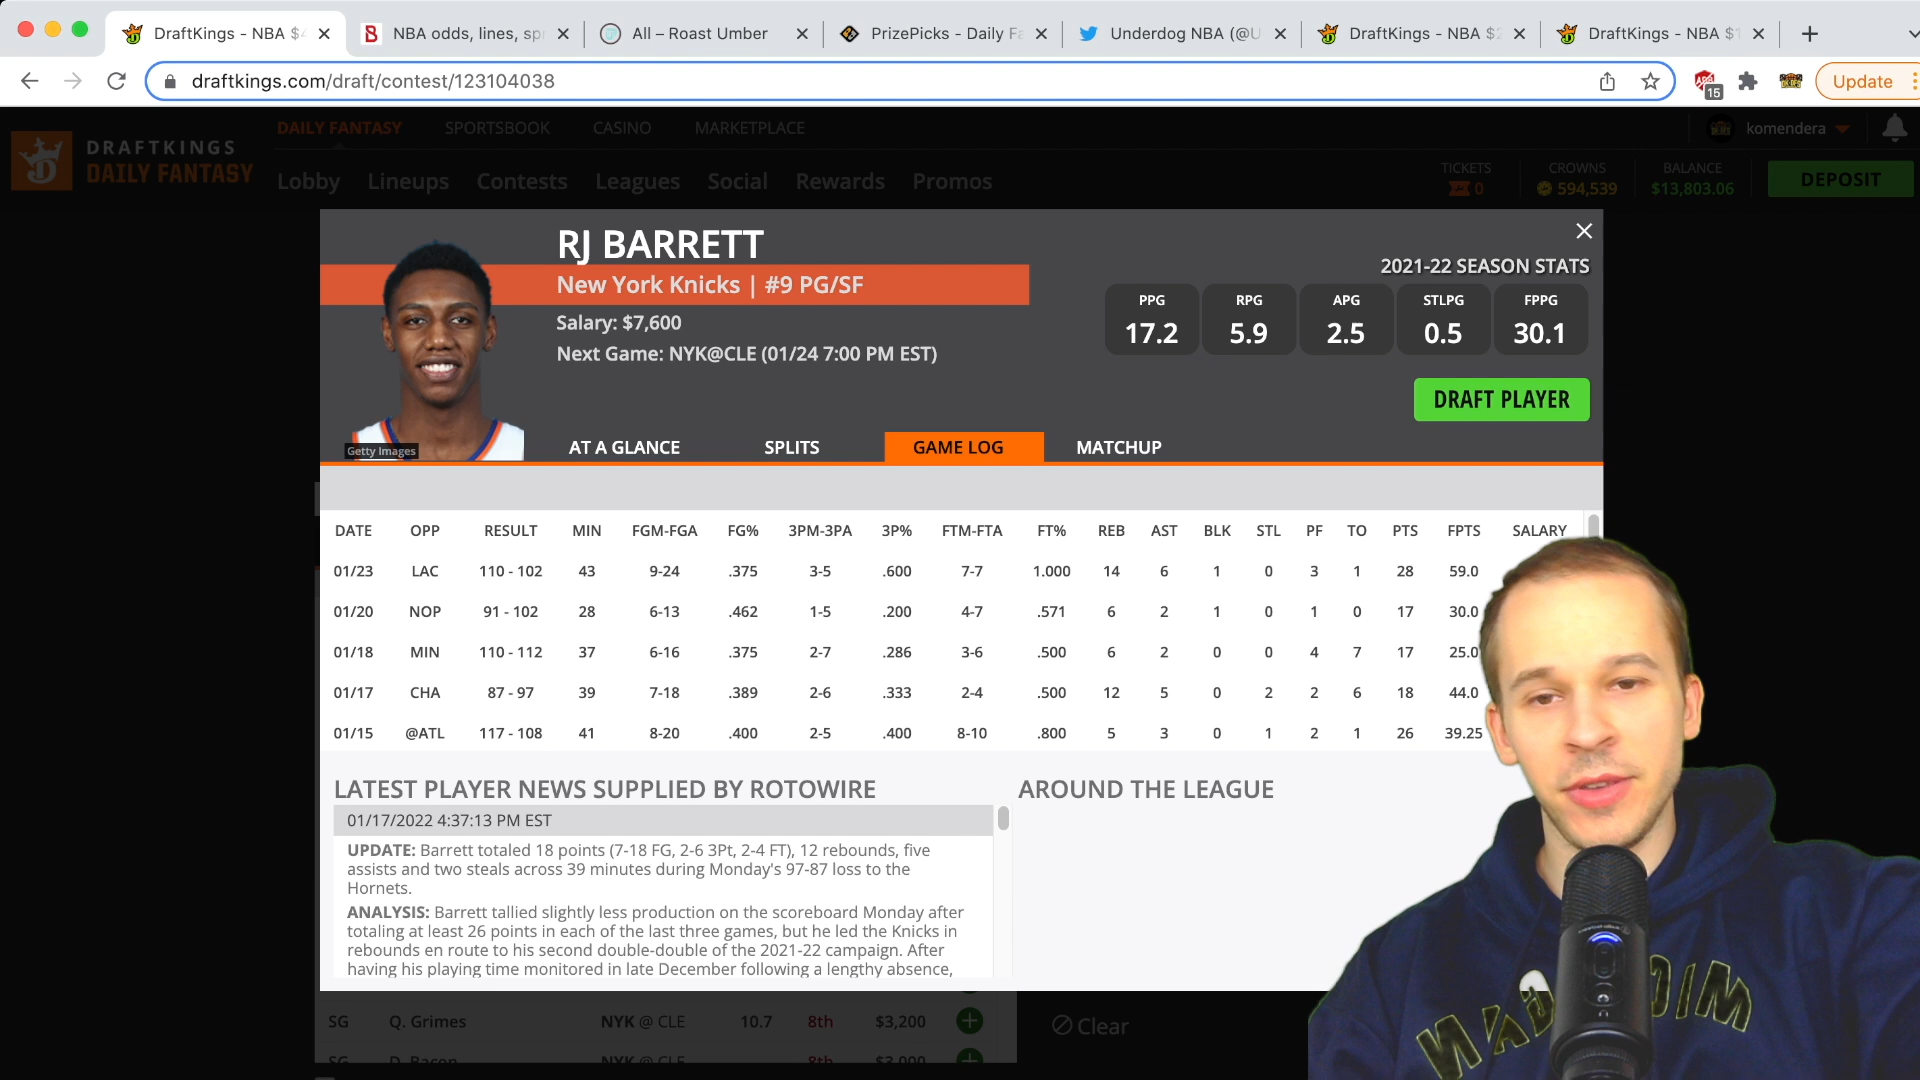 DraftKings - NBA $
NBA odds, lines, sp
All – Roast Umber
PrizePicks - Daily Fa
Underdog NBA (@U
DraftKings - NBA $
DraftKings - NBA $
draftkings.com/draft/contest/123104038
15
Update
DRAFTKINGS
DAILY FANTASY
DAILY FANTASY SPORTSBOOK CASINO MARKETPLACE
komendera
Lobby Lineups Contests Leagues Social Rewards Promos
TICKETS CROWNS BALANCE
0 594,539 $13,803.06
DEPOSIT
RJ BARRETT
New York Knicks | #9 PG/SF
Salary: $7,600
Next Game: NYK@CLE (01/24 7:00 PM EST)
Getty Images
2021-22 SEASON STATS
PPG RPG APG STLPG FPPG
17.2 5.9 2.5 0.5 30.1
DRAFT PLAYER
AT A GLANCE SPLITS GAME LOG MATCHUP
DATE OPP RESULT MIN FGM-FGA FG% 3PM-3PA 3P% FTM-FTA FT% REB AST BLK STL PF TO PTS FPTS SALARY
01/23 LAC 110 - 102 43 9-24 .375 3-5 .600 7-7 1.000 14 6 1 0 3 1 28 59.0
01/20 NOP 91 - 102 28 6-13 .462 1-5 .200 4-7 .571 6 2 1 0 1 0 17 30.0
01/18 MIN 110 - 112 37 6-16 .375 2-7 .286 3-6 .500 6 2 0 0 4 7 17 25.0
01/17 CHA 87 - 97 39 7-18 .389 2-6 .333 2-4 .500 12 5 0 2 2 6 18 44.0
01/15 @ATL 117 - 108 41 8-20 .400 2-5 .400 8-10 .800 5 3 0 1 2 1 26 39.25
LATEST PLAYER NEWS SUPPLIED BY ROTOWIRE
01/17/2022 4:37:13 PM EST
UPDATE: Barrett totaled 18 points (7-18 FG, 2-6 3Pt, 2-4 FT), 12 rebounds, five
assists and two steals across 39 minutes during Monday's 97-87 loss to the
Hornets.
ANALYSIS: Barrett tallied slightly less production on the scoreboard Monday after
totaling at least 26 points in each of the last three games, but he led the Knicks in
rebounds en route to his second double-double of the 2021-22 campaign. After
having his playing time monitored in late December following a lengthy absence,
AROUND THE LEAGUE
SG Q. Grimes NYK @ CLE 10.7 8th $3,200
SG D. Bacon NYK @ CLE 8th $3,000
Clear